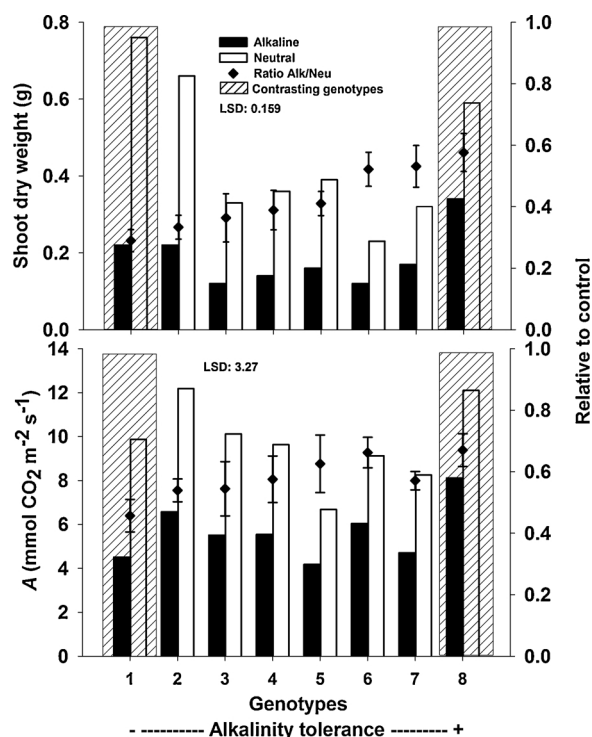 Shoot dry weight (g)
0.8
0.6
0.4
0.2
0.0
Alkaline
Neutral
Ratio Alk/Neu
Contrasting genotypes
LSD: 0.159
1.0
0.8
0.6
0.4
0.2
0.0
Relative to control
A (mmol CO2 m−2 s−1)
14
12
10
8
6
4
2
0
LSD: 3.27
1.0
0.8
0.6
0.4
0.2
0.0
1 2 3 4 5 6 7 8
Genotypes
- ---------- Alkalinity tolerance --------- +